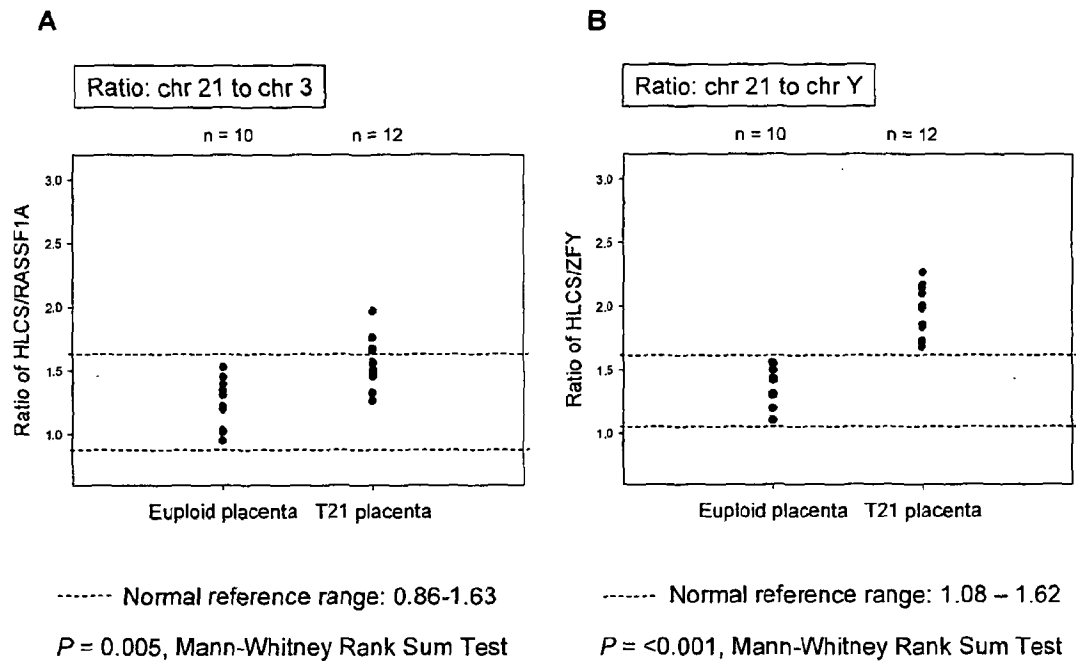 A
Ratio: chr 21 to chr 3
n = 10
n = 12
3.0
2.5
2.0
1.5
1.0
Ratio of HLCS/RASSF1A
Euploid placenta
T21 placenta
------ Normal reference range: 0.86-1.63
P = 0.005, Mann-Whitney Rank Sum Test
B
Ratio: chr 21 to chr Y
n = 10
n = 12
3.0
2.5
2.0
1.5
1.0
Ratio of HLCS/ZFY
Euploid placenta
T21 placenta
------ Normal reference range: 1.08 – 1.62
P = <0.001, Mann-Whitney Rank Sum Test